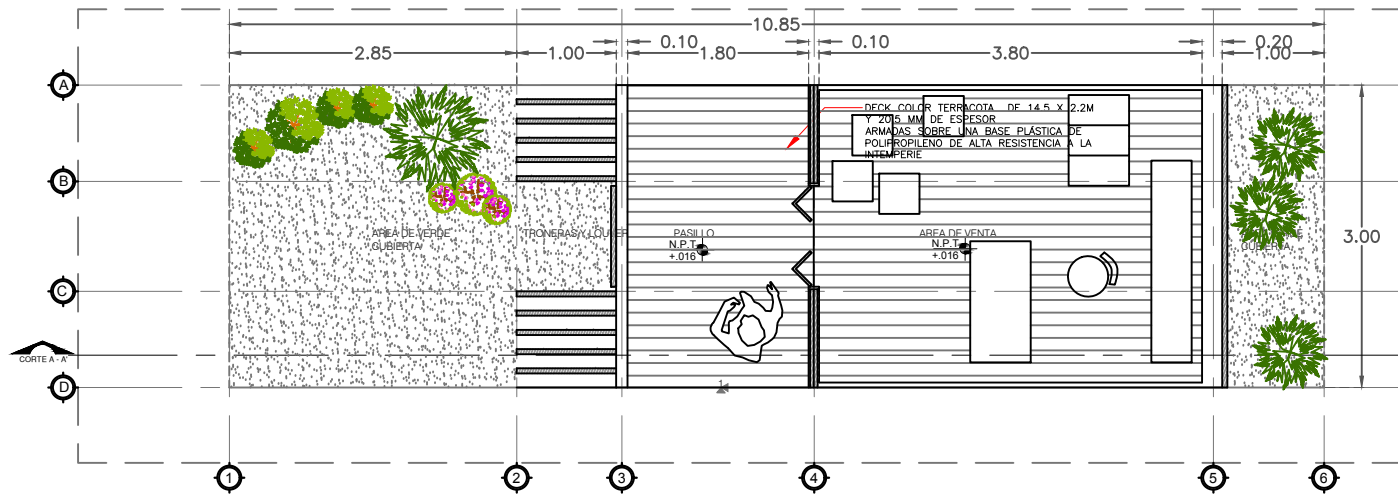 10.85
0.10
0.10
0.20
2.85
1.00
1.80
3.80
1.00
A
DECK COLOR TERRACOTA DE 14.5 X 2.2M
Y 20.5 MM DE ESPESOR
ARMADAS SOBRE UNA BASE PLÁSTICA DE
POLIPROPILENO DE ALTA RESISTENCIA A LA
INTEMPERIE
B
AREA DE VERDE
CUBIERTA
TRONERAS Y LOUVER
PASILLO
N.P.T.
+.016
AREA DE VENTA
N.P.T.
+.016
CUBIERTA
3.00
C
CORTE A - A'
D
1
1
2
3
4
5
6